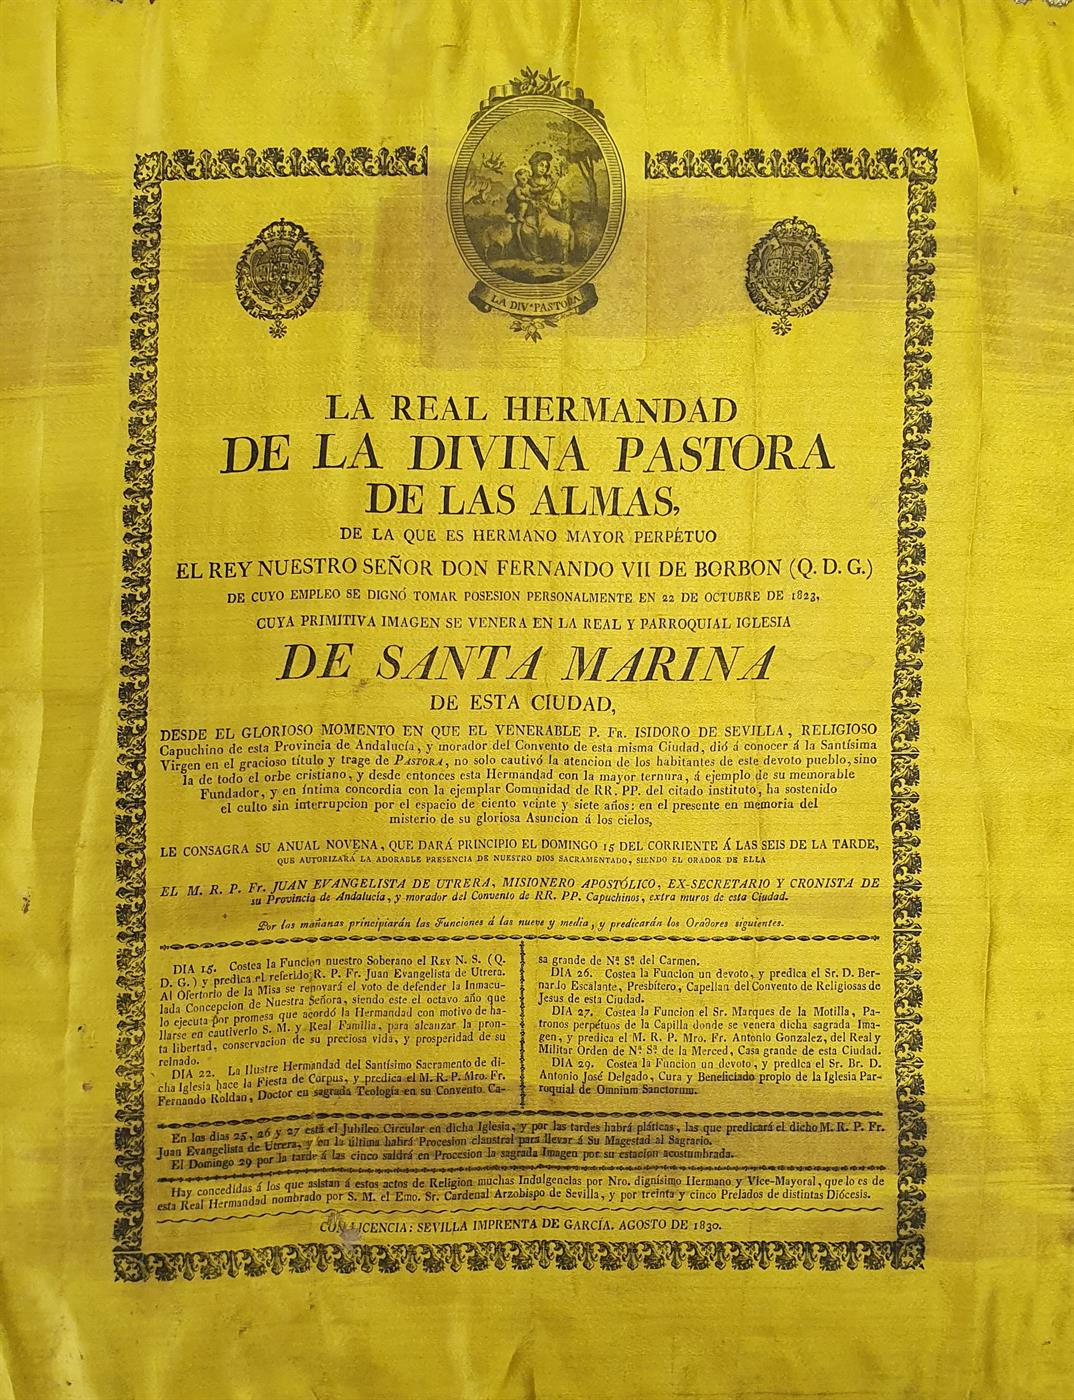 LA DIV.ª PASTORA
LA REAL HERMANDAD
DE LA DIVINA PASTORA
DE LAS ALMAS,
DE LA QUE ES HERMANO MAYOR PERPÉTUO
EL REY NUESTRO SEÑOR DON FERNANDO VII DE BORBON (Q. D. G.)
DE CUYO EMPLEO SE DIGNÓ TOMAR POSESION PERSONALMENTE EN 22 DE OCTUBRE DE 1823,
CUYA PRIMITIVA IMAGEN SE VENERA EN LA REAL Y PARROQUIAL IGLESIA
DE SANTA MARINA
DE ESTA CIUDAD,
DESDE EL GLORIOSO MOMENTO EN QUE EL VENERABLE P. Fr. ISIDORO DE SEVILLA, RELIGIOSO
Capuchino de esta Provincia de Andalucía, y morador del Convento de esta misma Ciudad, dió á conocer á la Santísima
Virgen en el gracioso título y trage de PASTORA, no solo cautivó la atencion de los habitantes de este devoto pueblo, sino
la de todo el orbe cristiano, y desde entonces esta Hermandad con la mayor ternura, á ejemplo de su memorable
Fundador, y en íntima concordia con la ejemplar Comunidad de RR. PP. del citado instituto, ha sostenido
el culto sin interrupcion por el espacio de ciento veinte y siete años: en el presente en memoria del
misterio de su gloriosa Asuncion á los cielos,
LE CONSAGRA SU ANUAL NOVENA, QUE DARÁ PRINCIPIO EL DOMINGO 15 DEL CORRIENTE Á LAS SEIS DE LA TARDE,
QUE AUTORIZARÁ LA ADORABLE PRESENCIA DE NUESTRO DIOS SACRAMENTADO, SIENDO EL ORADOR DE ELLA
EL M. R. P. Fr. JUAN EVANGELISTA DE UTRERA, MISIONERO APOSTÓLICO, EX-SECRETARIO Y CRONISTA DE
su Provincia de Andalucia, y morador del Convento de RR. PP. Capuchinos, extra muros de esta Ciudad.
Por las mañanas principiarán las Funciones á las nueve y media, y predicarán los Oradores siguientes.
DIA 15. Costea la Funcion nuestro Soberano el REY N. S. (Q.
D. G.) y predica el referido R. P. Fr. Juan Evangelista de Utrera.
Al Ofertorio de la Misa se renovará el voto de defender la Inmacu-
lada Concepcion de Nuestra Señora, siendo este el octavo año que
lo ejecuta por promesa que acordó la Hermandad con motivo de ha-
llarse en cautiverio S. M. y Real Familia, para alcanzar la pron-
ta libertad, conservacion de su preciosa vida, y prosperidad de su
reinado.
DIA 22. La Ilustre Hermandad del Santísimo Sacramento de di-
cha Iglesia hace la Fiesta de Corpus, y predica el M. R. P. Mro. Fr.
Fernando Roldan, Doctor en sagrada Teología en su Convento Ca-
sa grande de Nª. Sª. del Carmen.
DIA 26. Costea la Funcion un devoto, y predica el Sr. D. Ber-
nardo Escalante, Presbítero, Capellan del Convento de Religiosas de
Jesus de esta Ciudad.
DIA 27. Costea la Funcion el Sr. Marques de la Motilla, Pa-
tronos perpétuos de la Capilla donde se venera dicha sagrada Ima-
gen, y predica el M. R. P. Mro. Fr. Antonio Gonzalez, del Real y
Militar Orden de Nª. Sª. de la Merced, Casa grande de esta Ciudad.
DIA 29. Costea la Funcion un devoto, y predica el Sr. Br. D.
Antonio José Delgado, Cura y Beneficiado propio de la Iglesia Par-
roquial de Omnium Sanctorum.
En los dias 25, 26 y 27 está el Jubileo Circular en dicha Iglesia, y por las tardes habrá pláticas, las que predicará el dicho M. R. P. Fr.
Juan Evangelista de Utrera, y en la última habrá Procesion claustral para llevar á Su Magestad al Sagrario.
El Domingo 29 por la tarde á las cinco saldrá en Procesion la sagrada Imagen por su estacion acostumbrada.
Hay concedidas á los que asistan á estos actos de Religion muchas Indulgencias por Nro. dignísimo Hermano y Vice-Mayoral, que lo es de
esta Real Hermandad nombrado por S. M. el Emo. Sr. Cardenal Arzobispo de Sevilla, y por treinta y cinco Prelados de distintas Diócesis.
CON LICENCIA: SEVILLA IMPRENTA DE GARCÍA. AGOSTO DE 1830.